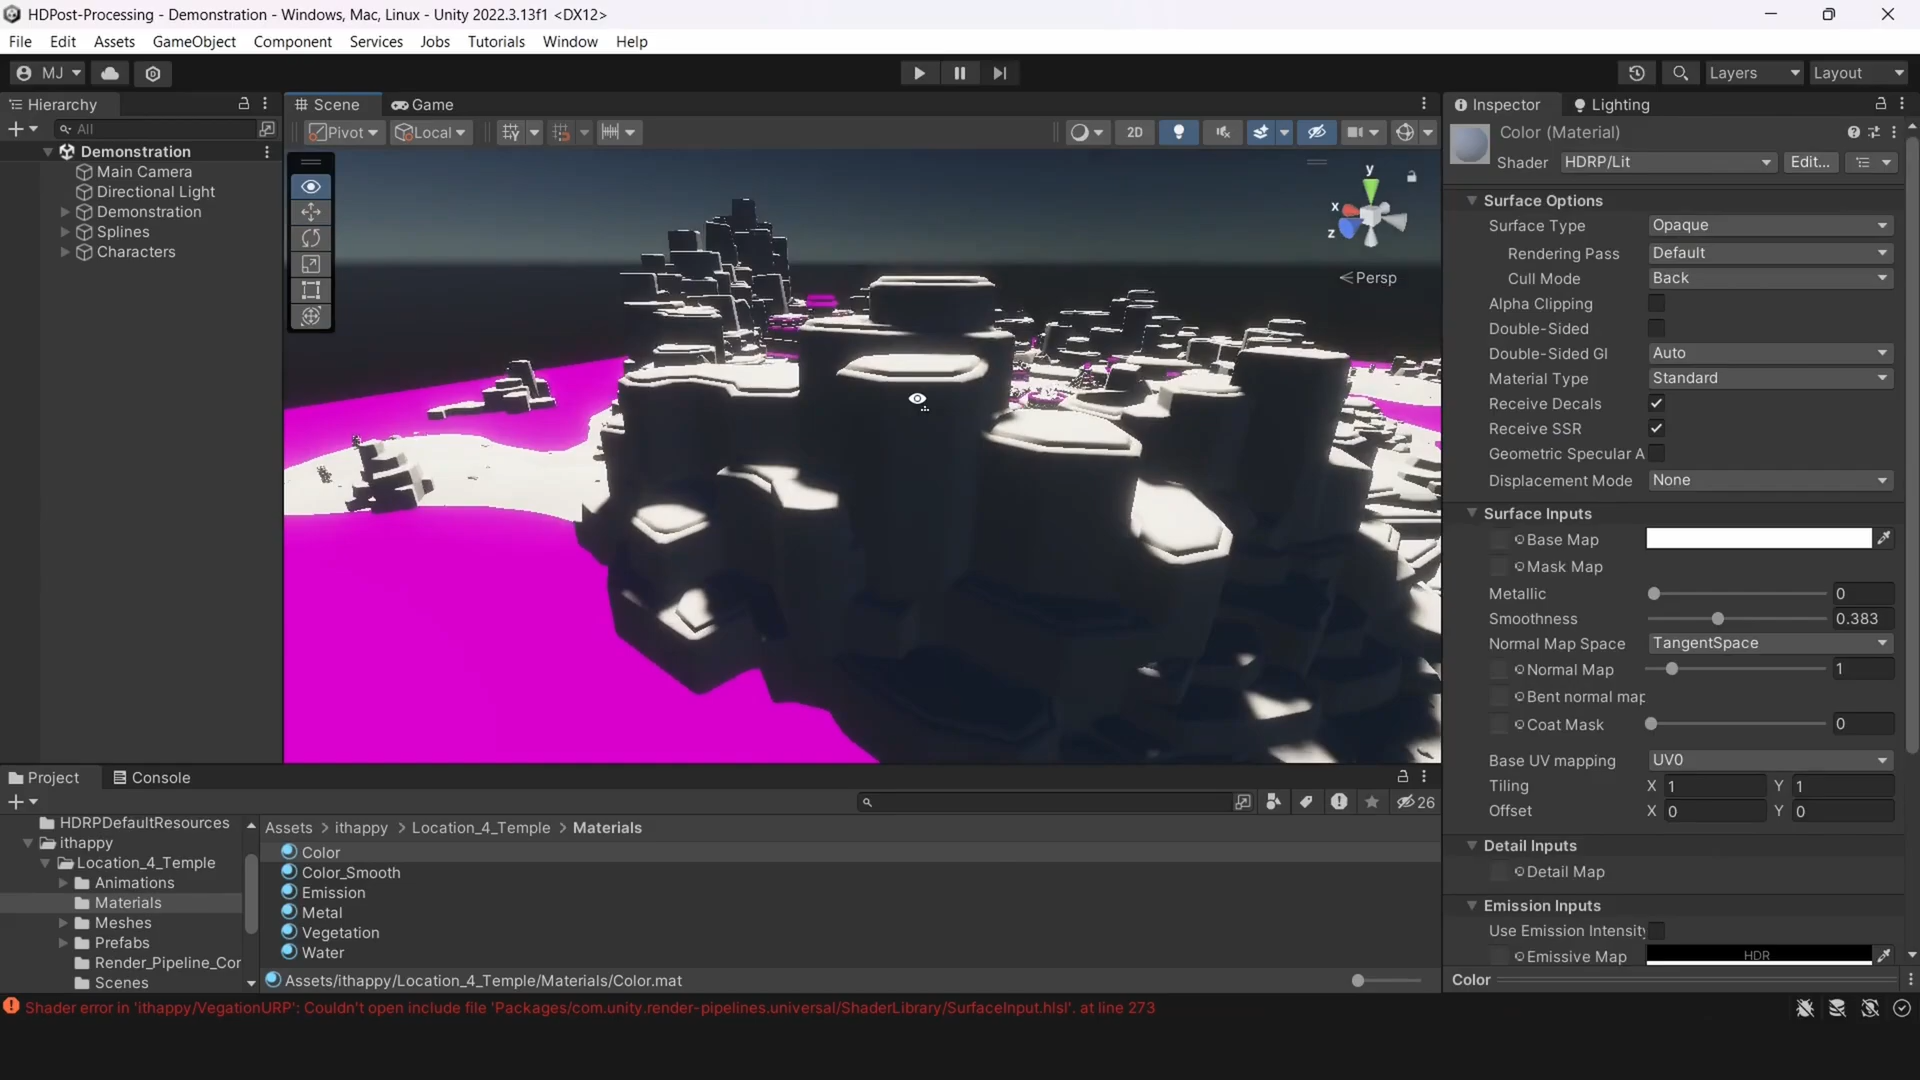 HDPost-Processing - Demonstration - Windows, Mac, Linux - Unity 2022.3.13f1 <DX12>
File Edit Assets GameObject Component Services Jobs Tutorials Window Help
MJ Layers Layout
Hierarchy
All
Demonstration
Main Camera
Directional Light
Demonstration
Splines
Characters
Scene Game
Pivot Local 2D
y
x
z
Persp
Inspector Lighting
Color (Material)
Shader HDRP/Lit Edit...
Surface Options
Surface Type Opaque
Rendering Pass Default
Cull Mode Back
Alpha Clipping
Double-Sided
Double-Sided GI Auto
Material Type Standard
Receive Decals
Receive SSR
Geometric Specular A
Displacement Mode None
Surface Inputs
Base Map
Mask Map
Metallic 0
Smoothness 0.383
Normal Map Space TangentSpace
Normal Map 1
Bent normal map
Coat Mask 0
Base UV mapping UV0
Tiling X 1 Y 1
Offset X 0 Y 0
Detail Inputs
Detail Map
Emission Inputs
Use Emission Intensity
Emissive Map HDR
Color
Project Console
26
HDRPDefaultResources
ithappy
Location_4_Temple
Animations
Materials
Meshes
Prefabs
Render_Pipeline_Cor
Scenes
Assets > ithappy > Location_4_Temple > Materials
Color
Color_Smooth
Emission
Metal
Vegetation
Water
Assets/ithappy/Location_4_Temple/Materials/Color.mat
Shader error in 'ithappy/VegationURP': Couldn't open include file 'Packages/com.unity.render-pipelines.universal/ShaderLibrary/SurfaceInput.hlsl'. at line 273